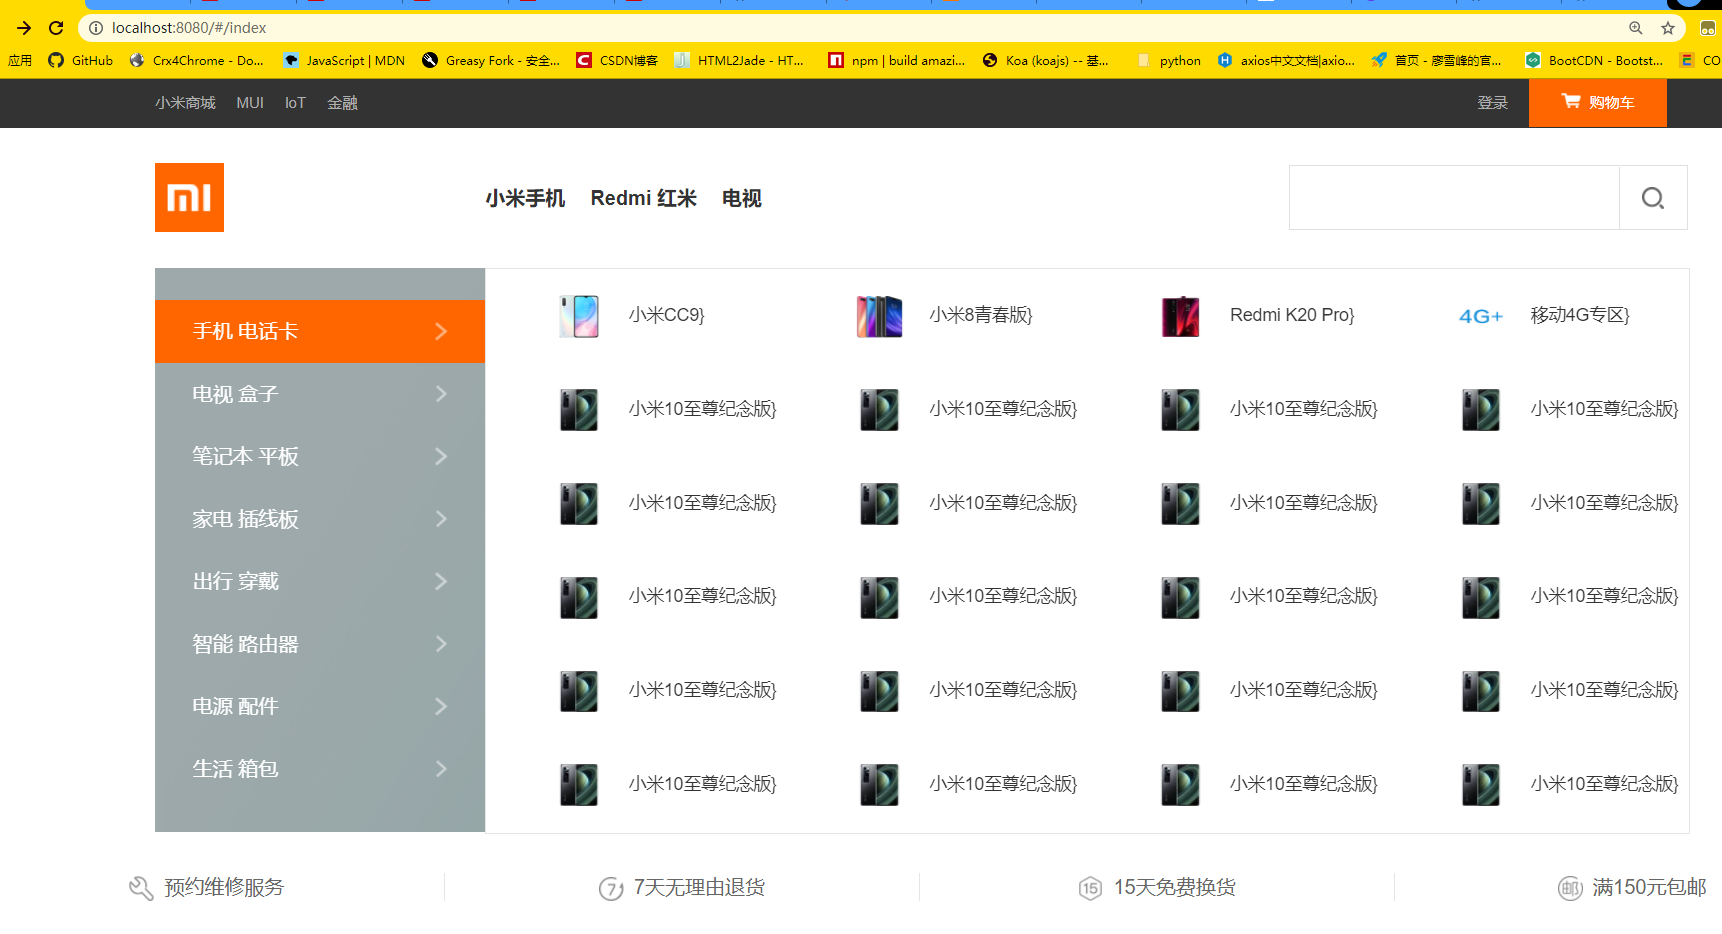 localhost:8080/#/index
应用 GitHub Crx4Chrome - Do... JavaScript | MDN Greasy Fork - 安全... CSDN博客 HTML2Jade - HT... npm | build amazi... Koa (koajs) -- 基... python axios中文文档|axio... 首页 - 廖雪峰的官... BootCDN - Bootst... CO
小米商城 MUI IoT 金融 登录 购物车
小米手机 Redmi 红米 电视
手机 电话卡
电视 盒子
笔记本 平板
家电 插线板
出行 穿戴
智能 路由器
电源 配件
生活 箱包
小米CC9} 小米8青春版} Redmi K20 Pro} 4G+ 移动4G专区}
小米10至尊纪念版} 小米10至尊纪念版} 小米10至尊纪念版} 小米10至尊纪念版}
小米10至尊纪念版} 小米10至尊纪念版} 小米10至尊纪念版} 小米10至尊纪念版}
小米10至尊纪念版} 小米10至尊纪念版} 小米10至尊纪念版} 小米10至尊纪念版}
小米10至尊纪念版} 小米10至尊纪念版} 小米10至尊纪念版} 小米10至尊纪念版}
小米10至尊纪念版} 小米10至尊纪念版} 小米10至尊纪念版} 小米10至尊纪念版}
预约维修服务 7 7天无理由退货 15 15天免费换货 邮 满150元包邮